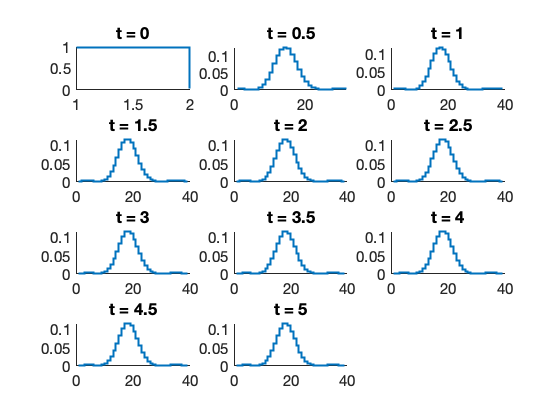 t = 0 t = 0.5 t = 1
1 0.1 0.1
0.5 0.05 0.05
0 0 0
1 1.5 2 0 20 0 20 40
t = 1.5 t = 2 t = 2.5
0.1 0.1 0.1
0.05 0.05 0.05
0 0 0
0 20 40 0 20 40 0 20 40
t = 3 t = 3.5 t = 4
0.1 0.1 0.1
0.05 0.05 0.05
0 0 0
0 20 40 0 20 40 0 20 40
t = 4.5 t = 5
0.1 0.1
0.05 0.05
0 0
0 20 40 0 20 40